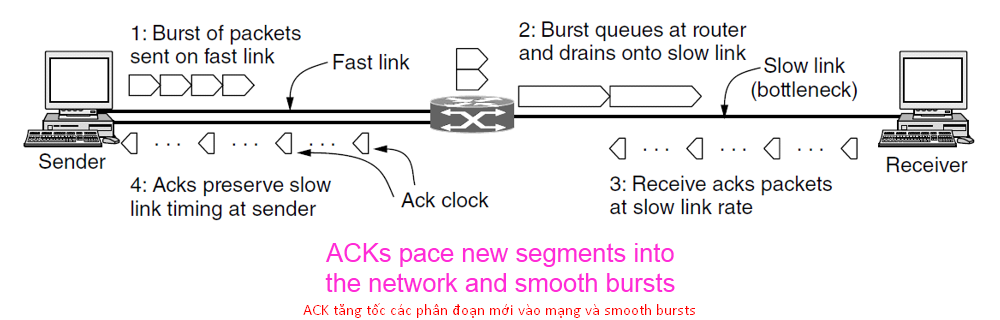 1: Burst of packets
sent on fast link
Fast link
2: Burst queues at router
and drains onto slow link
Slow link
(bottleneck)
. . .
. . .
. . .
. . .
. . .
. . .
Sender
Receiver
4: Acks preserve slow
link timing at sender
Ack clock
3: Receive acks packets
at slow link rate
ACKs pace new segments into
the network and smooth bursts
ACK tăng tốc các phân đoạn mới vào mạng và smooth bursts